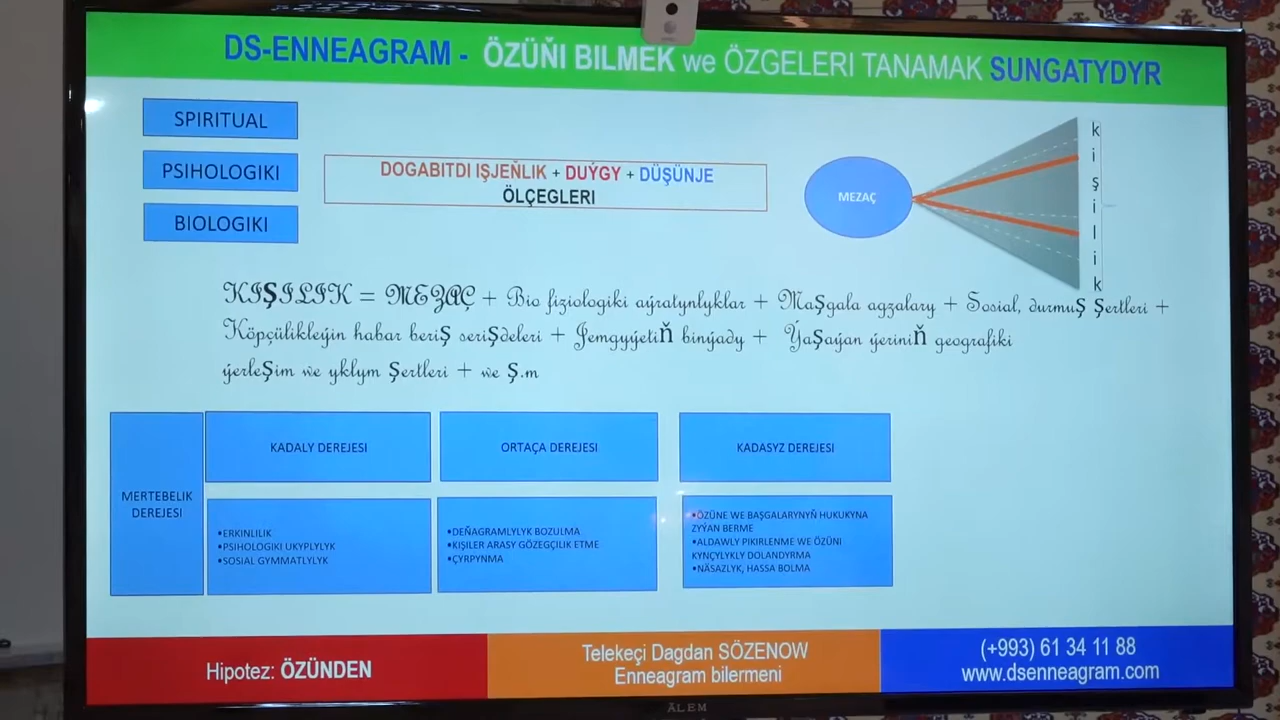 DS-ENNEAGRAM - ÖZÜŇI BILMEK we ÖZGELERI TANAMAK SUNGATYDYR
SPIRITUAL
PSIHOLOGIKI
BIOLOGIKI
DOGABITDI IŞJEŇLIK + DUÝGY + DÜŞÜNJE
ÖLÇEGLERI
MEZAÇ
k
i
ş
i
l
i
k
KIŞILIK = MEZAÇ + Bio fiziologiki aýratynlyklar + Maşgala agzalary + Sosial, durmuş şertleri +
Köpçülikleýin habar beriş serişdeleri + Jemgyýetiň binýady + Ýaşaýan ýeriniň geografiki
ýerleşim we yklym şertleri + we ş.m
MERTEBELIK
DEREJESI
KADALY DEREJESI
ORTAÇA DEREJESI
KADASYZ DEREJESI
•ERKINLILIK
•PSIHOLOGIKI UKYPLYLYK
•SOSIAL GYMMATLYLYK
•DEŇAGRAMLYLYK BOZULMA
•KIŞILER ARASY GÖZEGÇILIK ETME
•ÇYRPYNMA
•ÖZÜNE WE BAŞGALARYNYŇ HUKUKYNA
ZYÝAN BERME
•ALDAWLY PIKIRLENME WE ÖZÜNI
KYNÇYLYKLY DOLANDYRMA
•NÄSAZLYK, HASSA BOLMA
Hipotez: ÖZÜNDEN
Telekeçi Dagdan SÖZENOW
Enneagram bilermeni
(+993) 61 34 11 88
www.dsenneagram.com
ÄLEM